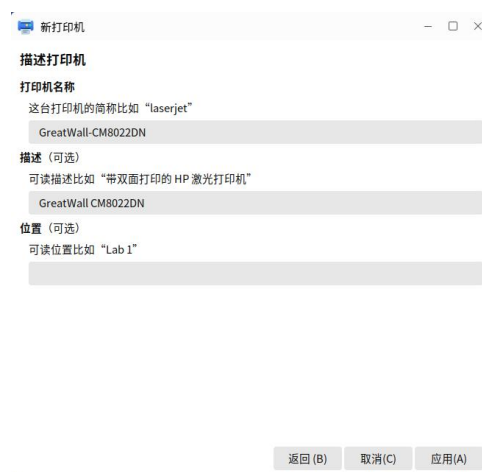 新打印机
描述打印机
打印机名称
这台打印机的简称比如“laserjet”
GreatWall-CM8022DN
描述（可选）
可读描述比如“带双面打印的 HP 激光打印机”
GreatWall CM8022DN
位置（可选）
可读位置比如“Lab 1”
返回 (B) 取消(C) 应用(A)